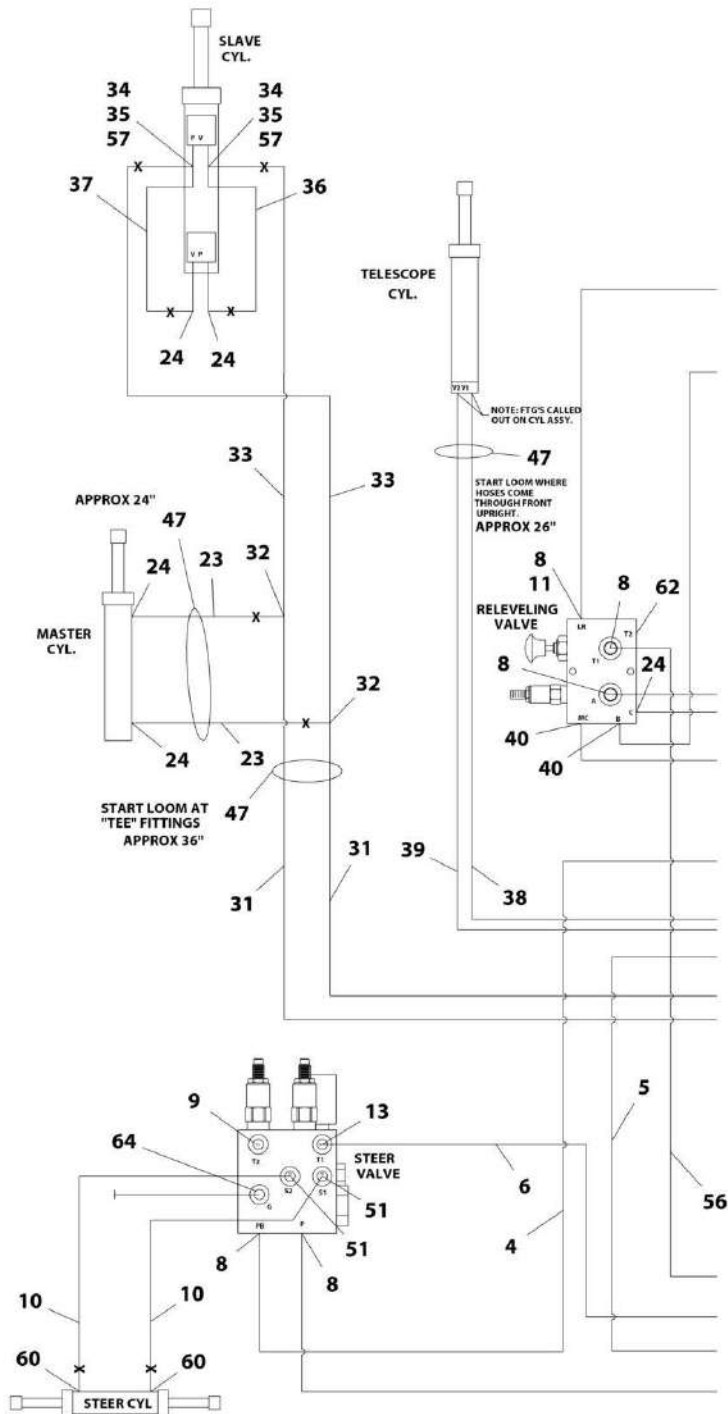 SLAVE
CYL.
34
35
57
34
35
57
P V
37
36
V P
24
24
TELESCOPE
CYL.
V2 V1
NOTE: FTG'S CALLED
OUT ON CYL ASSY.
47
START LOOM WHERE
HOSES COME
THROUGH FRONT
UPRIGHT.
APPROX 26"
33
33
APPROX 24"
47
24
23
32
MASTER
CYL.
32
24
23
47
START LOOM AT
"TEE" FITTINGS
APPROX 36"
8
11
8
62
RELEVELING
VALVE
LR
T2
T1
8
24
A
C
MC
B
40
40
31
31
39
38
9
13
64
T2
T1
STEER
VALVE
S2
S1
G
51
51
PB
P
8
8
6
4
5
56
10
10
60
60
STEER CYL
X
X
X
X
X
X
X
X